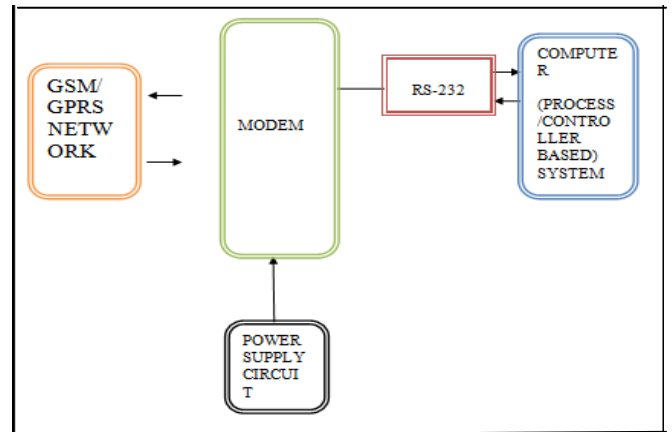 GSM/
GPRS
NETW
ORK
MODEM
RS-232
COMPUTE
R
(PROCESS
/CONTRO
LLER
BASED)
SYSTEM
POWER
SUPPLY
CIRCUI
T